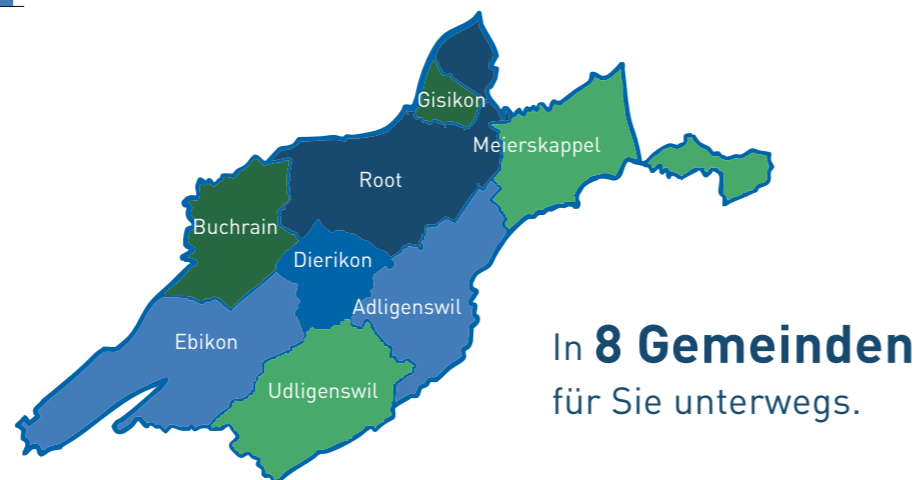 Gisikon
Meierskappel
Root
Buchrain
Dierikon
Adligenswil
Ebikon
Udligenswil
In 8 Gemeinden
für Sie unterwegs.